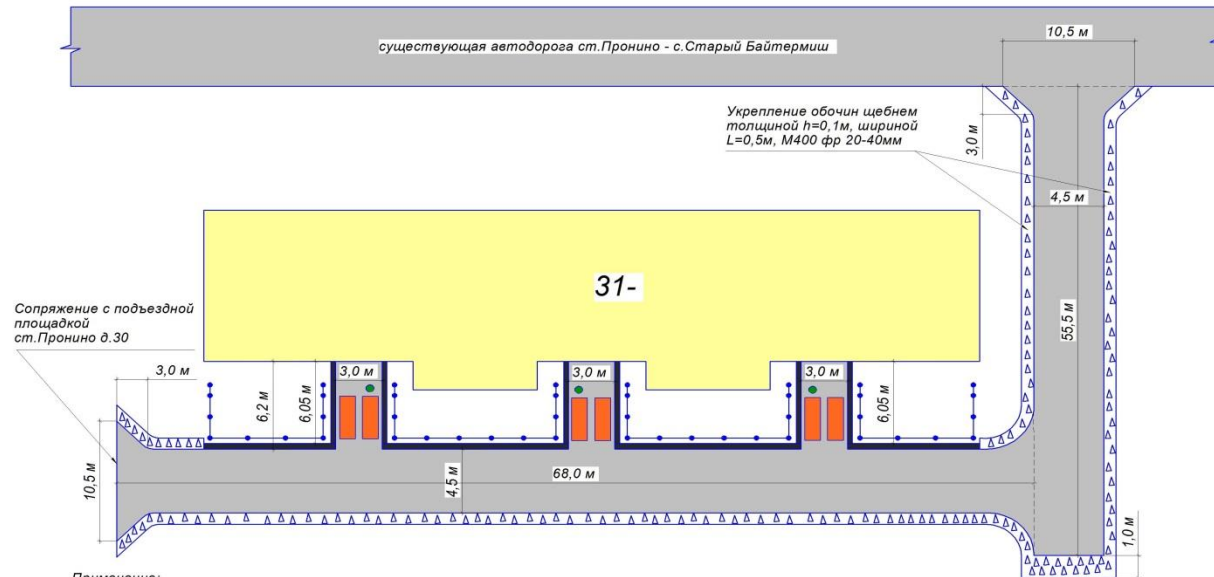 существующая автодорога ст.Пронино - с.Старый Байтермиш
10,5 м
Укрепление обочин щебнем
толщиной h=0,1м, шириной
L=0,5м, М400 фр 20-40мм
3,0 м
4,5 м
31-
Сопряжение с подъездной
площадкой
ст.Пронино д.30
55,5 м
3,0 м
3,0 м
3,0 м
3,0 м
6,2 м
6,05 м
6,05 м
10,5 м
4,5 м
68,0 м
1,0 м
Примечание: